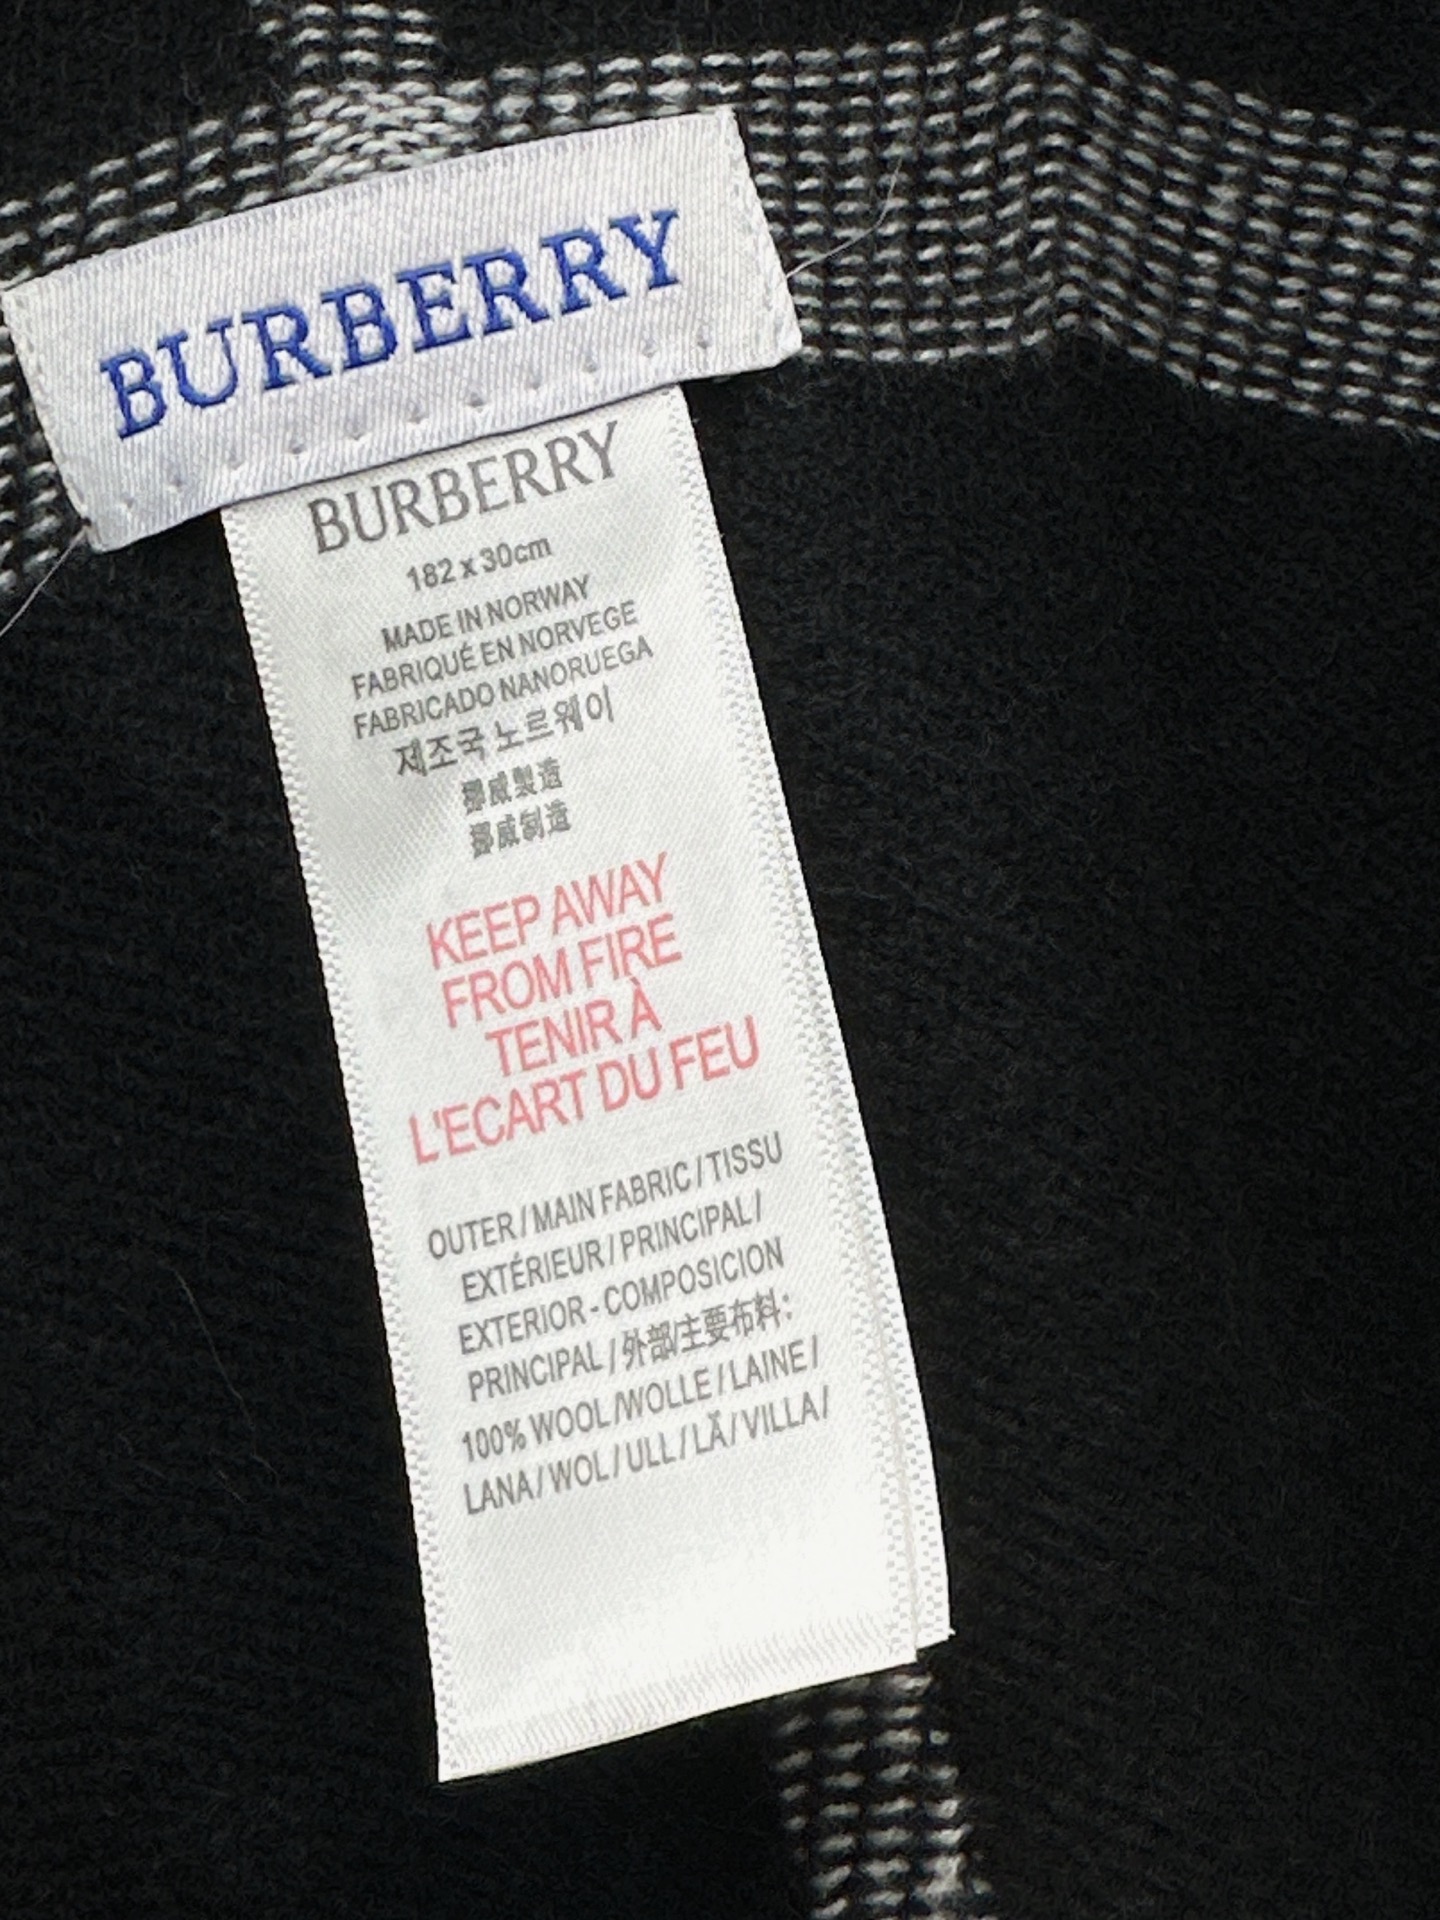 BURBERRY
BURBERRY
182 x 30cm
MADE IN NORWAY
FABRIQUÉ EN NORVEGE
FABRICADO NANORUEGA
제조국 노르웨이
挪威製造
挪威制造
KEEP AWAY
FROM FIRE
TENIR À
L'ECART DU FEU
OUTER / MAIN FABRIC / TISSU
EXTÉRIEUR / PRINCIPAL /
EXTERIOR - COMPOSICION
PRINCIPAL / 外部/主要布料:
100% WOOL /WOLLE / LAINE /
LANA / WOL / ULL / LÃ / VILLA /